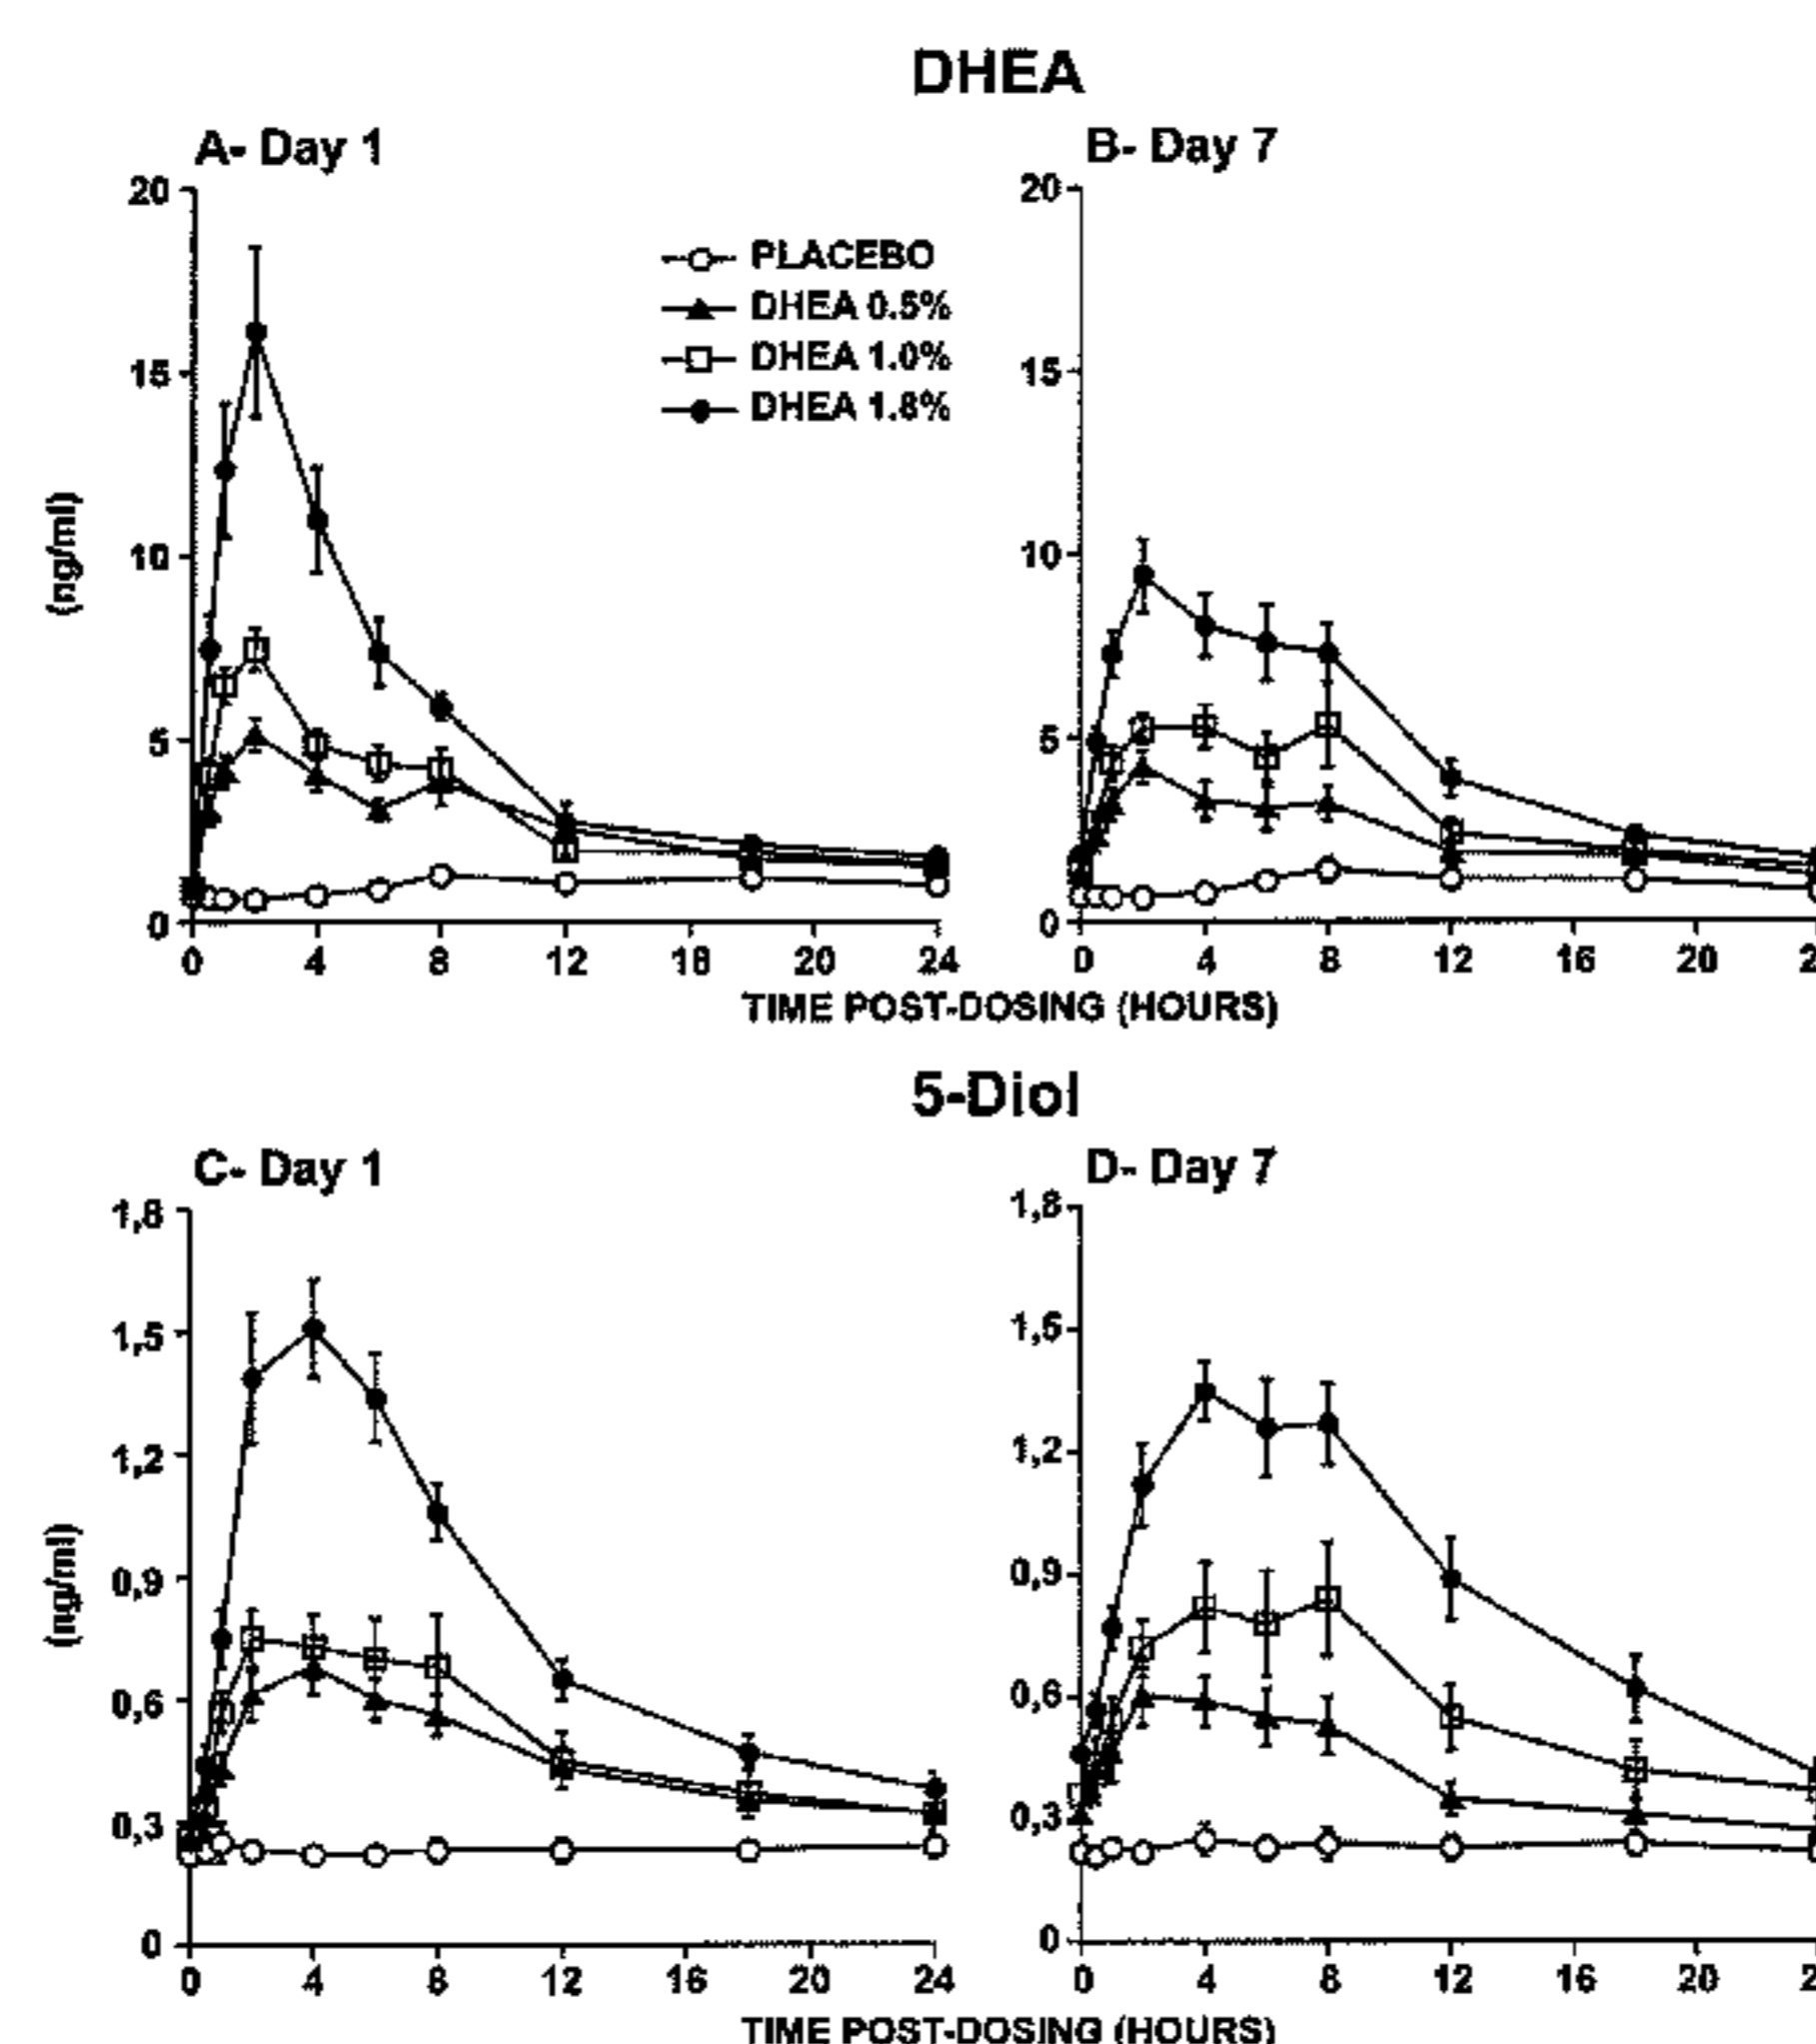 DHEA
A- Day 1
B- Day 7
20
15
10
5
0
(ng/ml)
PLACEBO
DHEA 0.5%
DHEA 1.0%
DHEA 1.8%
20
15
10
5
0
0 4 8 12 16 20 24
0 4 8 12 16 20
TIME POST-DOSING (HOURS)
5-Diol
C- Day 1
D- Day 7
1,8
1,5
1,2
0,9
0,6
0,3
0
(ng/ml)
1,8
1,5
1,2
0,9
0,6
0,3
0
0 4 8 12 16 20 24
0 4 8 12 16 20
TIME POST-DOSING (HOURS)